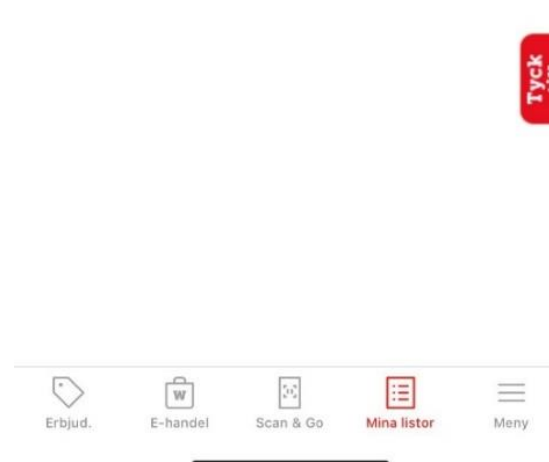 Tyck
Erbjud.
W
E-handel
Scan & Go
Mina listor
Meny